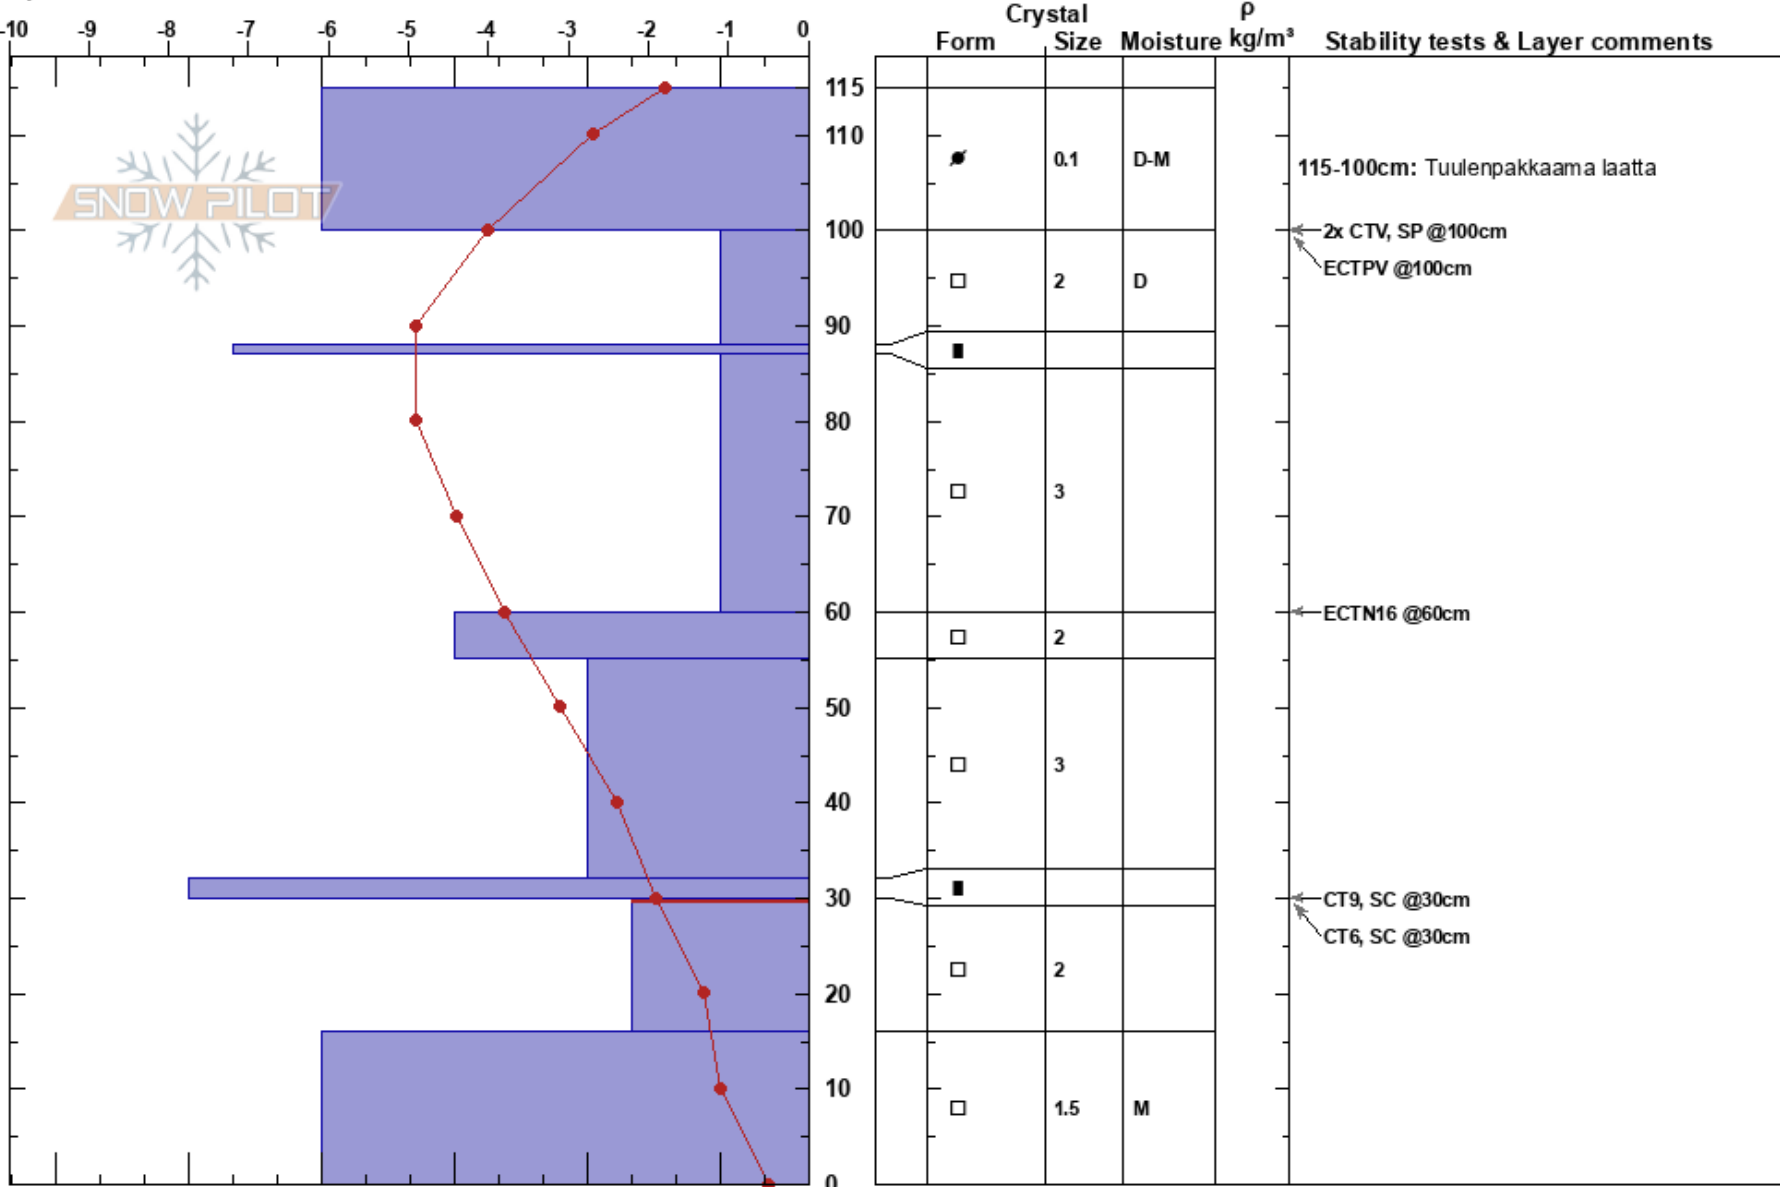 Crystal ρ
-10 -9 -8 -7 -6 -5 -4 -3 -2 -1 0 Form Size Moisture kg/m³ Stability tests & Layer comments
115
110
0.1 D-M
115-100cm: Tuulenpakkaama laatta
SNOW PILOT
100 2x CTV, SP @100cm
ECTPV @100cm
2 D
90
80
3
70
60 ECTN16 @60cm
2
50
3
40
30 CT9, SC @30cm
CT6, SC @30cm
2
20
10
1.5 M
0